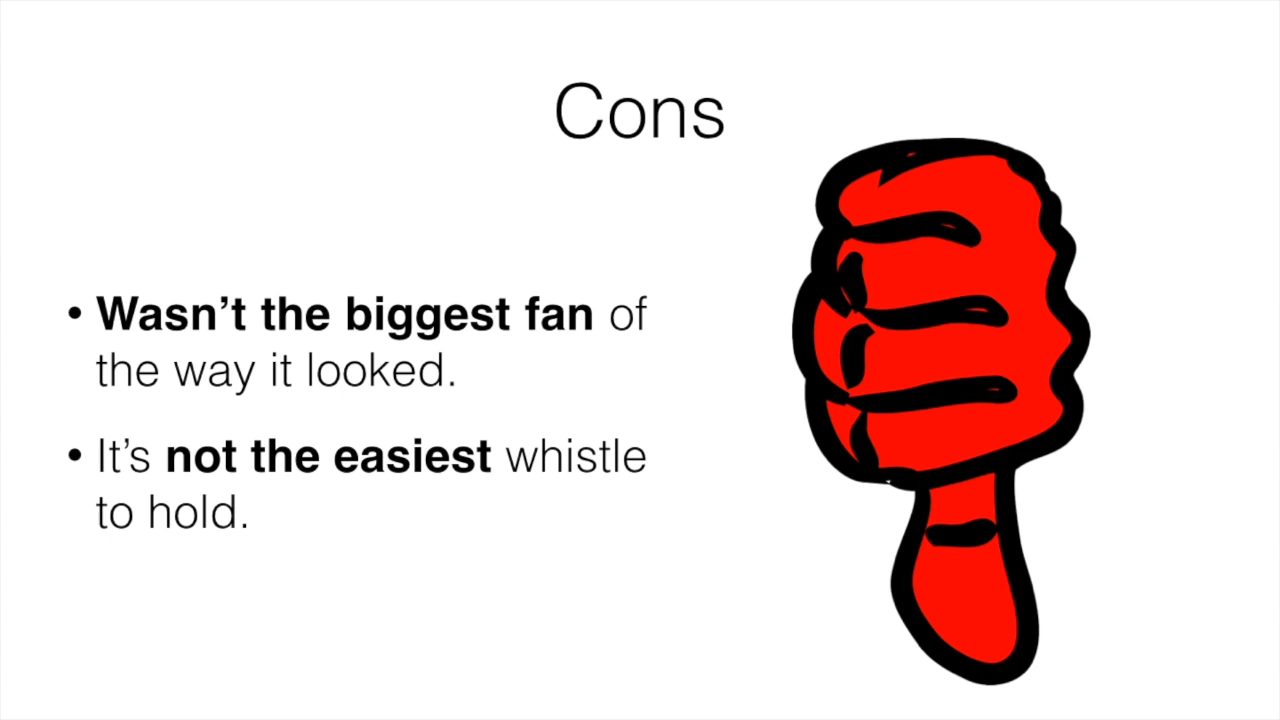 Cons
• Wasn’t the biggest fan of
the way it looked.
• It’s not the easiest whistle
to hold.